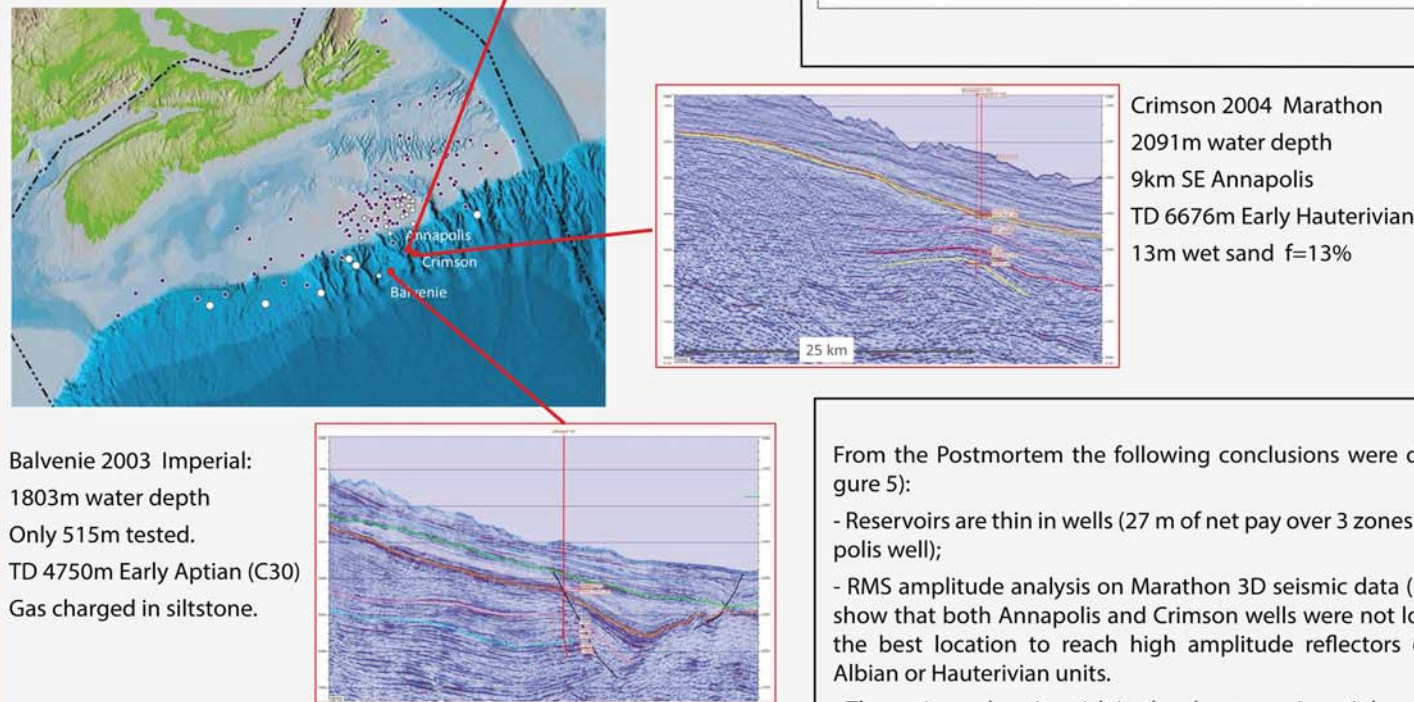 Annapolis
Crimson
Balvenie
Crimson 2004 Marathon
2091m water depth
9km SE Annapolis
TD 6676m Early Hauterivian
13m wet sand f=13%
25 km
Balvenie 2003 Imperial:
1803m water depth
Only 515m tested.
TD 4750m Early Aptian (C30)
Gas charged in siltstone.
From the Postmortem the following conclusions were
gure 5):
- Reservoirs are thin in wells (27 m of net pay over 3 zones
polis well);
- RMS amplitude analysis on Marathon 3D seismic data (
show that both Annapolis and Crimson wells were not
the best location to reach high amplitude reflectors
Albian or Hauterivian units.